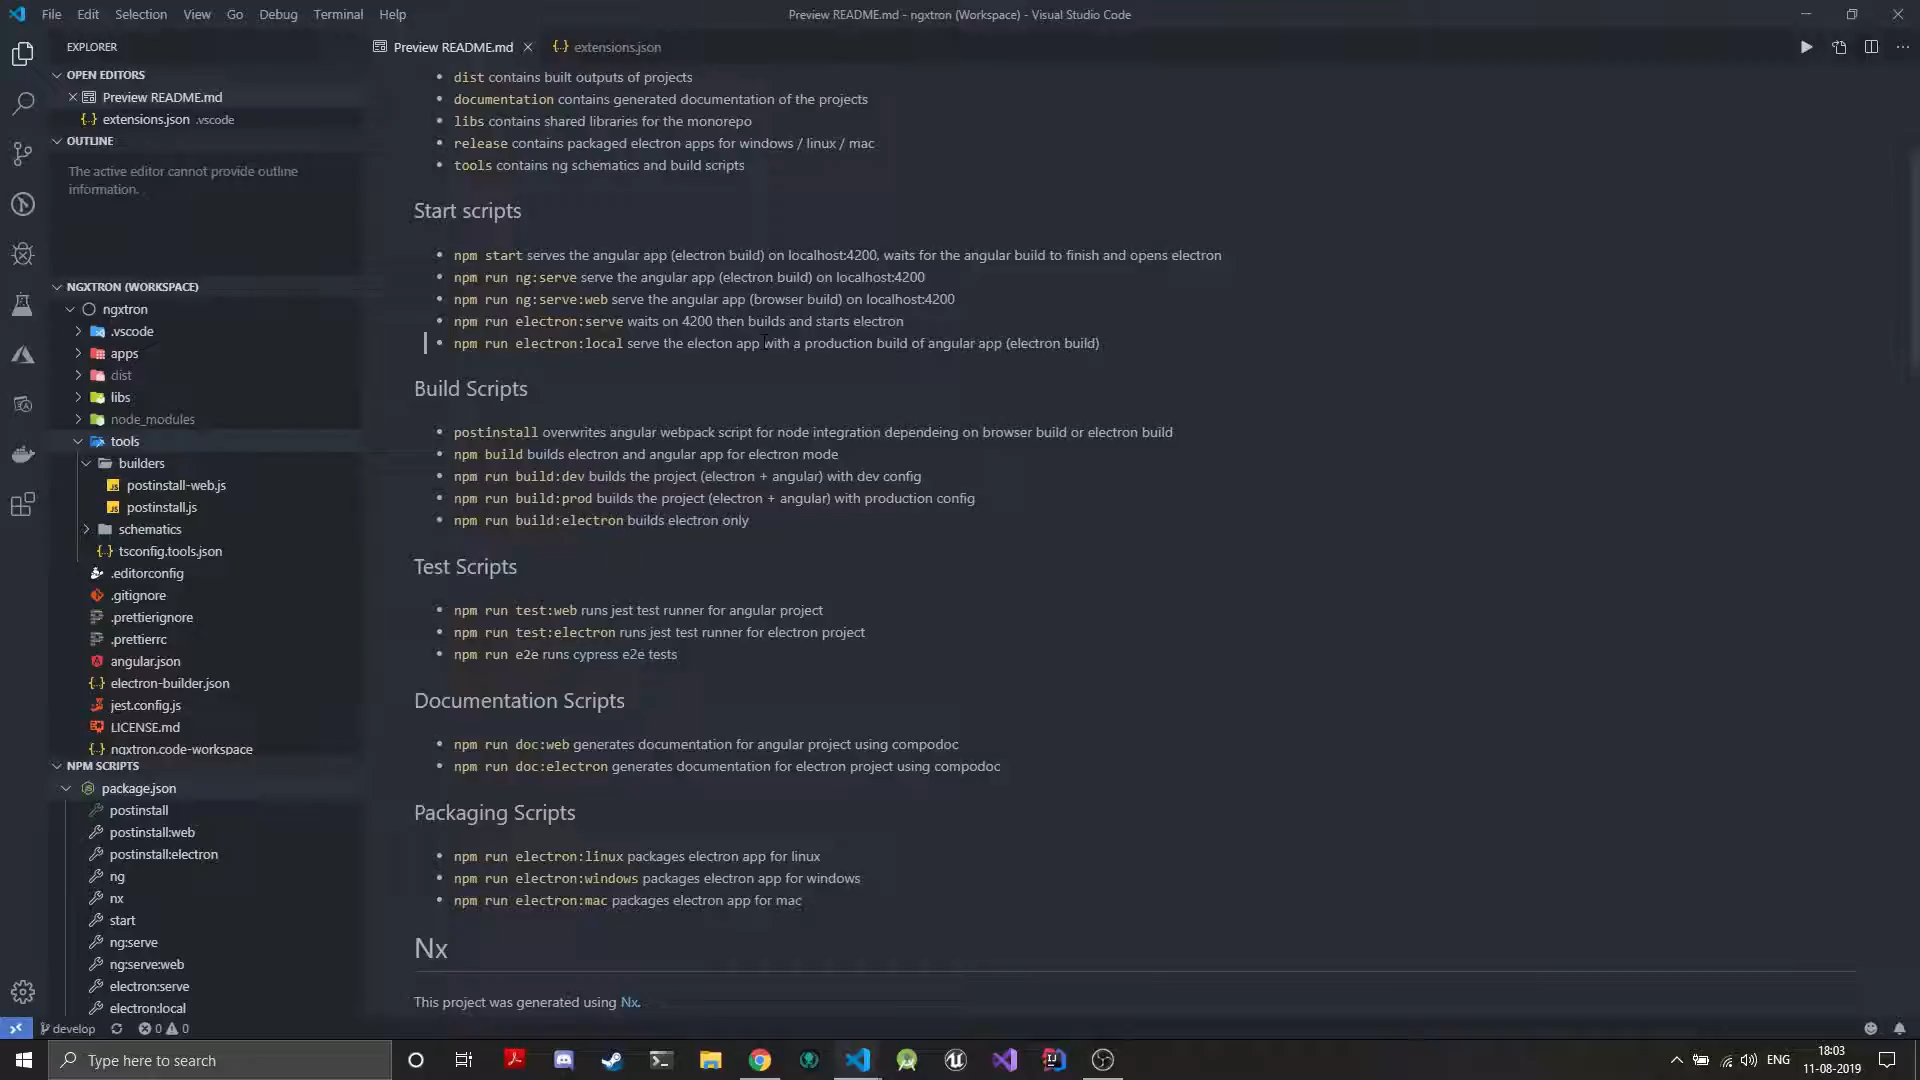 File Edit Selection View Go Debug Terminal Help
Preview README.md - ngxtron (Workspace) - Visual Studio Code
EXPLORER
OPEN EDITORS
Preview README.md
extensions.json .vscode
OUTLINE
The active editor cannot provide outline
information.
NGXTRON (WORKSPACE)
ngxtron
.vscode
apps
dist
libs
node_modules
tools
builders
postinstall-web.js
postinstall.js
schematics
tsconfig.tools.json
.editorconfig
.gitignore
.prettierignore
.prettierrc
angular.json
electron-builder.json
jest.config.js
LICENSE.md
ngxtron.code-workspace
NPM SCRIPTS
package.json
postinstall
postinstall:web
postinstall:electron
ng
nx
start
ng:serve
ng:serve:web
electron:serve
electron:local
Preview README.md
extensions.json
dist contains built outputs of projects
documentation contains generated documentation of the projects
libs contains shared libraries for the monorepo
release contains packaged electron apps for windows / linux / mac
tools contains ng schematics and build scripts
Start scripts
npm start serves the angular app (electron build) on localhost:4200, waits for the angular build to finish and opens electron
npm run ng:serve serve the angular app (electron build) on localhost:4200
npm run ng:serve:web serve the angular app (browser build) on localhost:4200
npm run electron:serve waits on 4200 then builds and starts electron
npm run electron:local serve the electon app with a production build of angular app (electron build)
Build Scripts
postinstall overwrites angular webpack script for node integration dependeing on browser build or electron build
npm build builds electron and angular app for electron mode
npm run build:dev builds the project (electron + angular) with dev config
npm run build:prod builds the project (electron + angular) with production config
npm run build:electron builds electron only
Test Scripts
npm run test:web runs jest test runner for angular project
npm run test:electron runs jest test runner for electron project
npm run e2e runs cypress e2e tests
Documentation Scripts
npm run doc:web generates documentation for angular project using compodoc
npm run doc:electron generates documentation for electron project using compodoc
Packaging Scripts
npm run electron:linux packages electron app for linux
npm run electron:windows packages electron app for windows
npm run electron:mac packages electron app for mac
Nx
This project was generated using Nx.
develop 0 0
Type here to search
ENG
18:03
11-08-2019